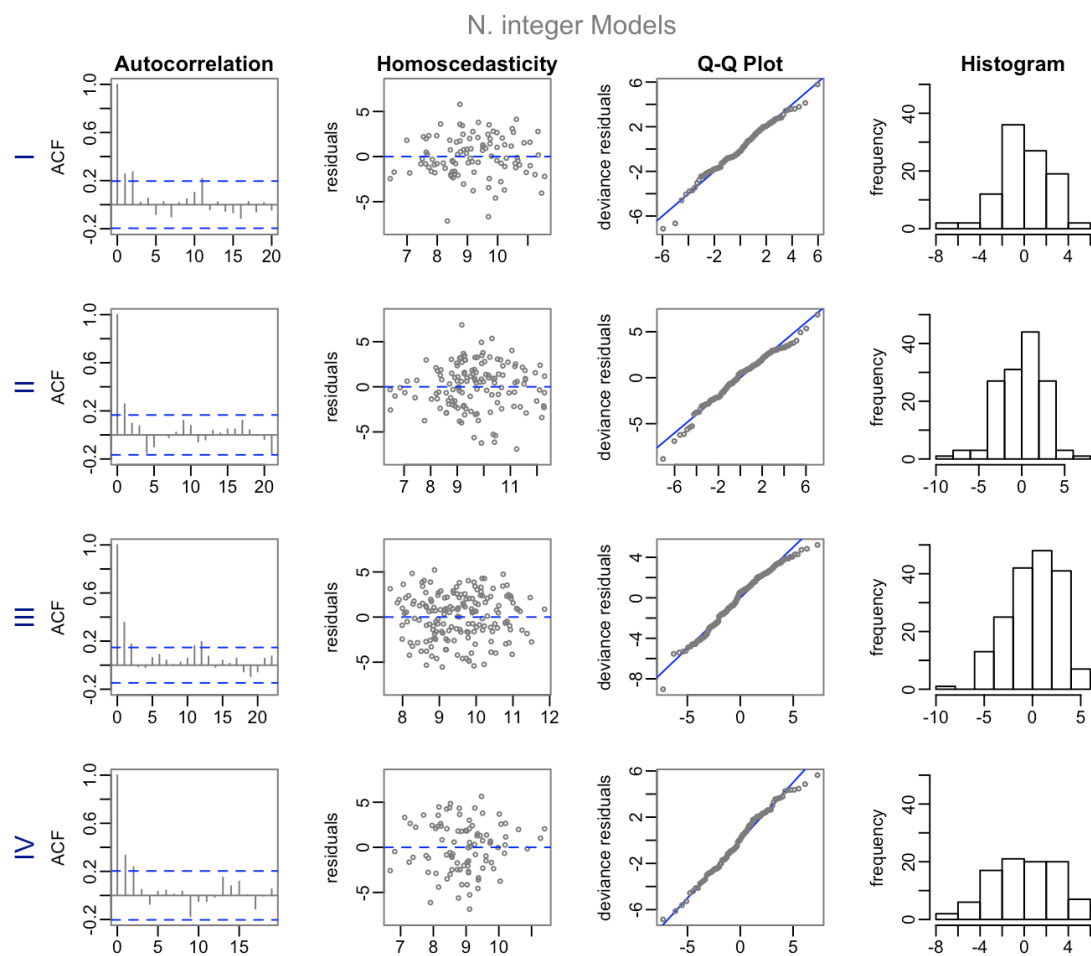 N. integer Models
Autocorrelation
Homoscedasticity
Q-Q Plot
Histogram
I
ACF
1.0
0.6
0.2
-0.2
0 5 10 15 20
residuals
5
0
-5
7 8 9 10
deviance residuals
6
2
-2
-6
-6 -2 2 6
frequency
40
20
0
-8 -4 0 4
II
ACF
1.0
0.6
0.2
-0.2
0 5 10 15 20
residuals
5
0
-5
7 8 9 11
deviance residuals
5
0
-5
-6 -2 2 6
frequency
40
20
0
-10 -5 0 5
III
ACF
1.0
0.6
0.2
-0.2
0 5 10 15 20
residuals
5
0
-5
8 9 10 11 12
deviance residuals
4
0
-4
-8
-5 0 5
frequency
40
20
0
-10 -5 0 5
IV
ACF
1.0
0.6
0.2
-0.2
0 5 10 15
residuals
5
0
-5
7 8 9 10
deviance residuals
6
2
-2
-6
-5 0 5
frequency
40
20
0
-8 -4 0 4